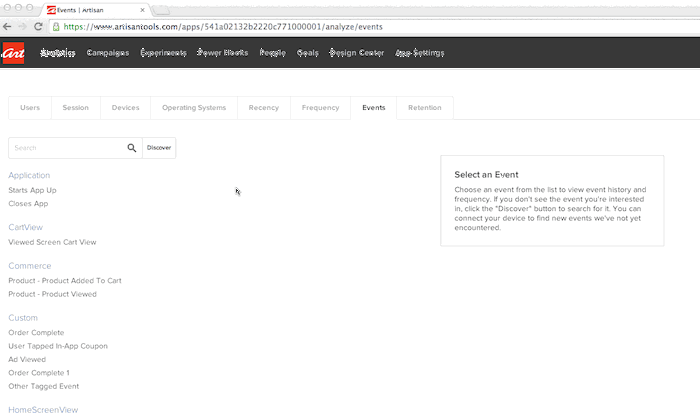 Events | Artisan
https://www.artisantools.com/apps/541a02132b2220c771000001/analyze/events
Art Analytics Campaigns Experiments Power Hooks People Goals Design Center App Settings
Users Session Devices Operating Systems Recency Frequency Events Retention
Search Discover
Select an Event
Choose an event from the list to view event history and
frequency. If you don't see the event you're interested
in, click the "Discover" button to search for it. You can
connect your device to find new events we've not yet
encountered.
Application
Starts App Up
Closes App
CartView
Viewed Screen Cart View
Commerce
Product - Product Added To Cart
Product - Product Viewed
Custom
Order Complete
User Tapped In-App Coupon
Ad Viewed
Order Complete 1
Other Tagged Event
HomeScreenView